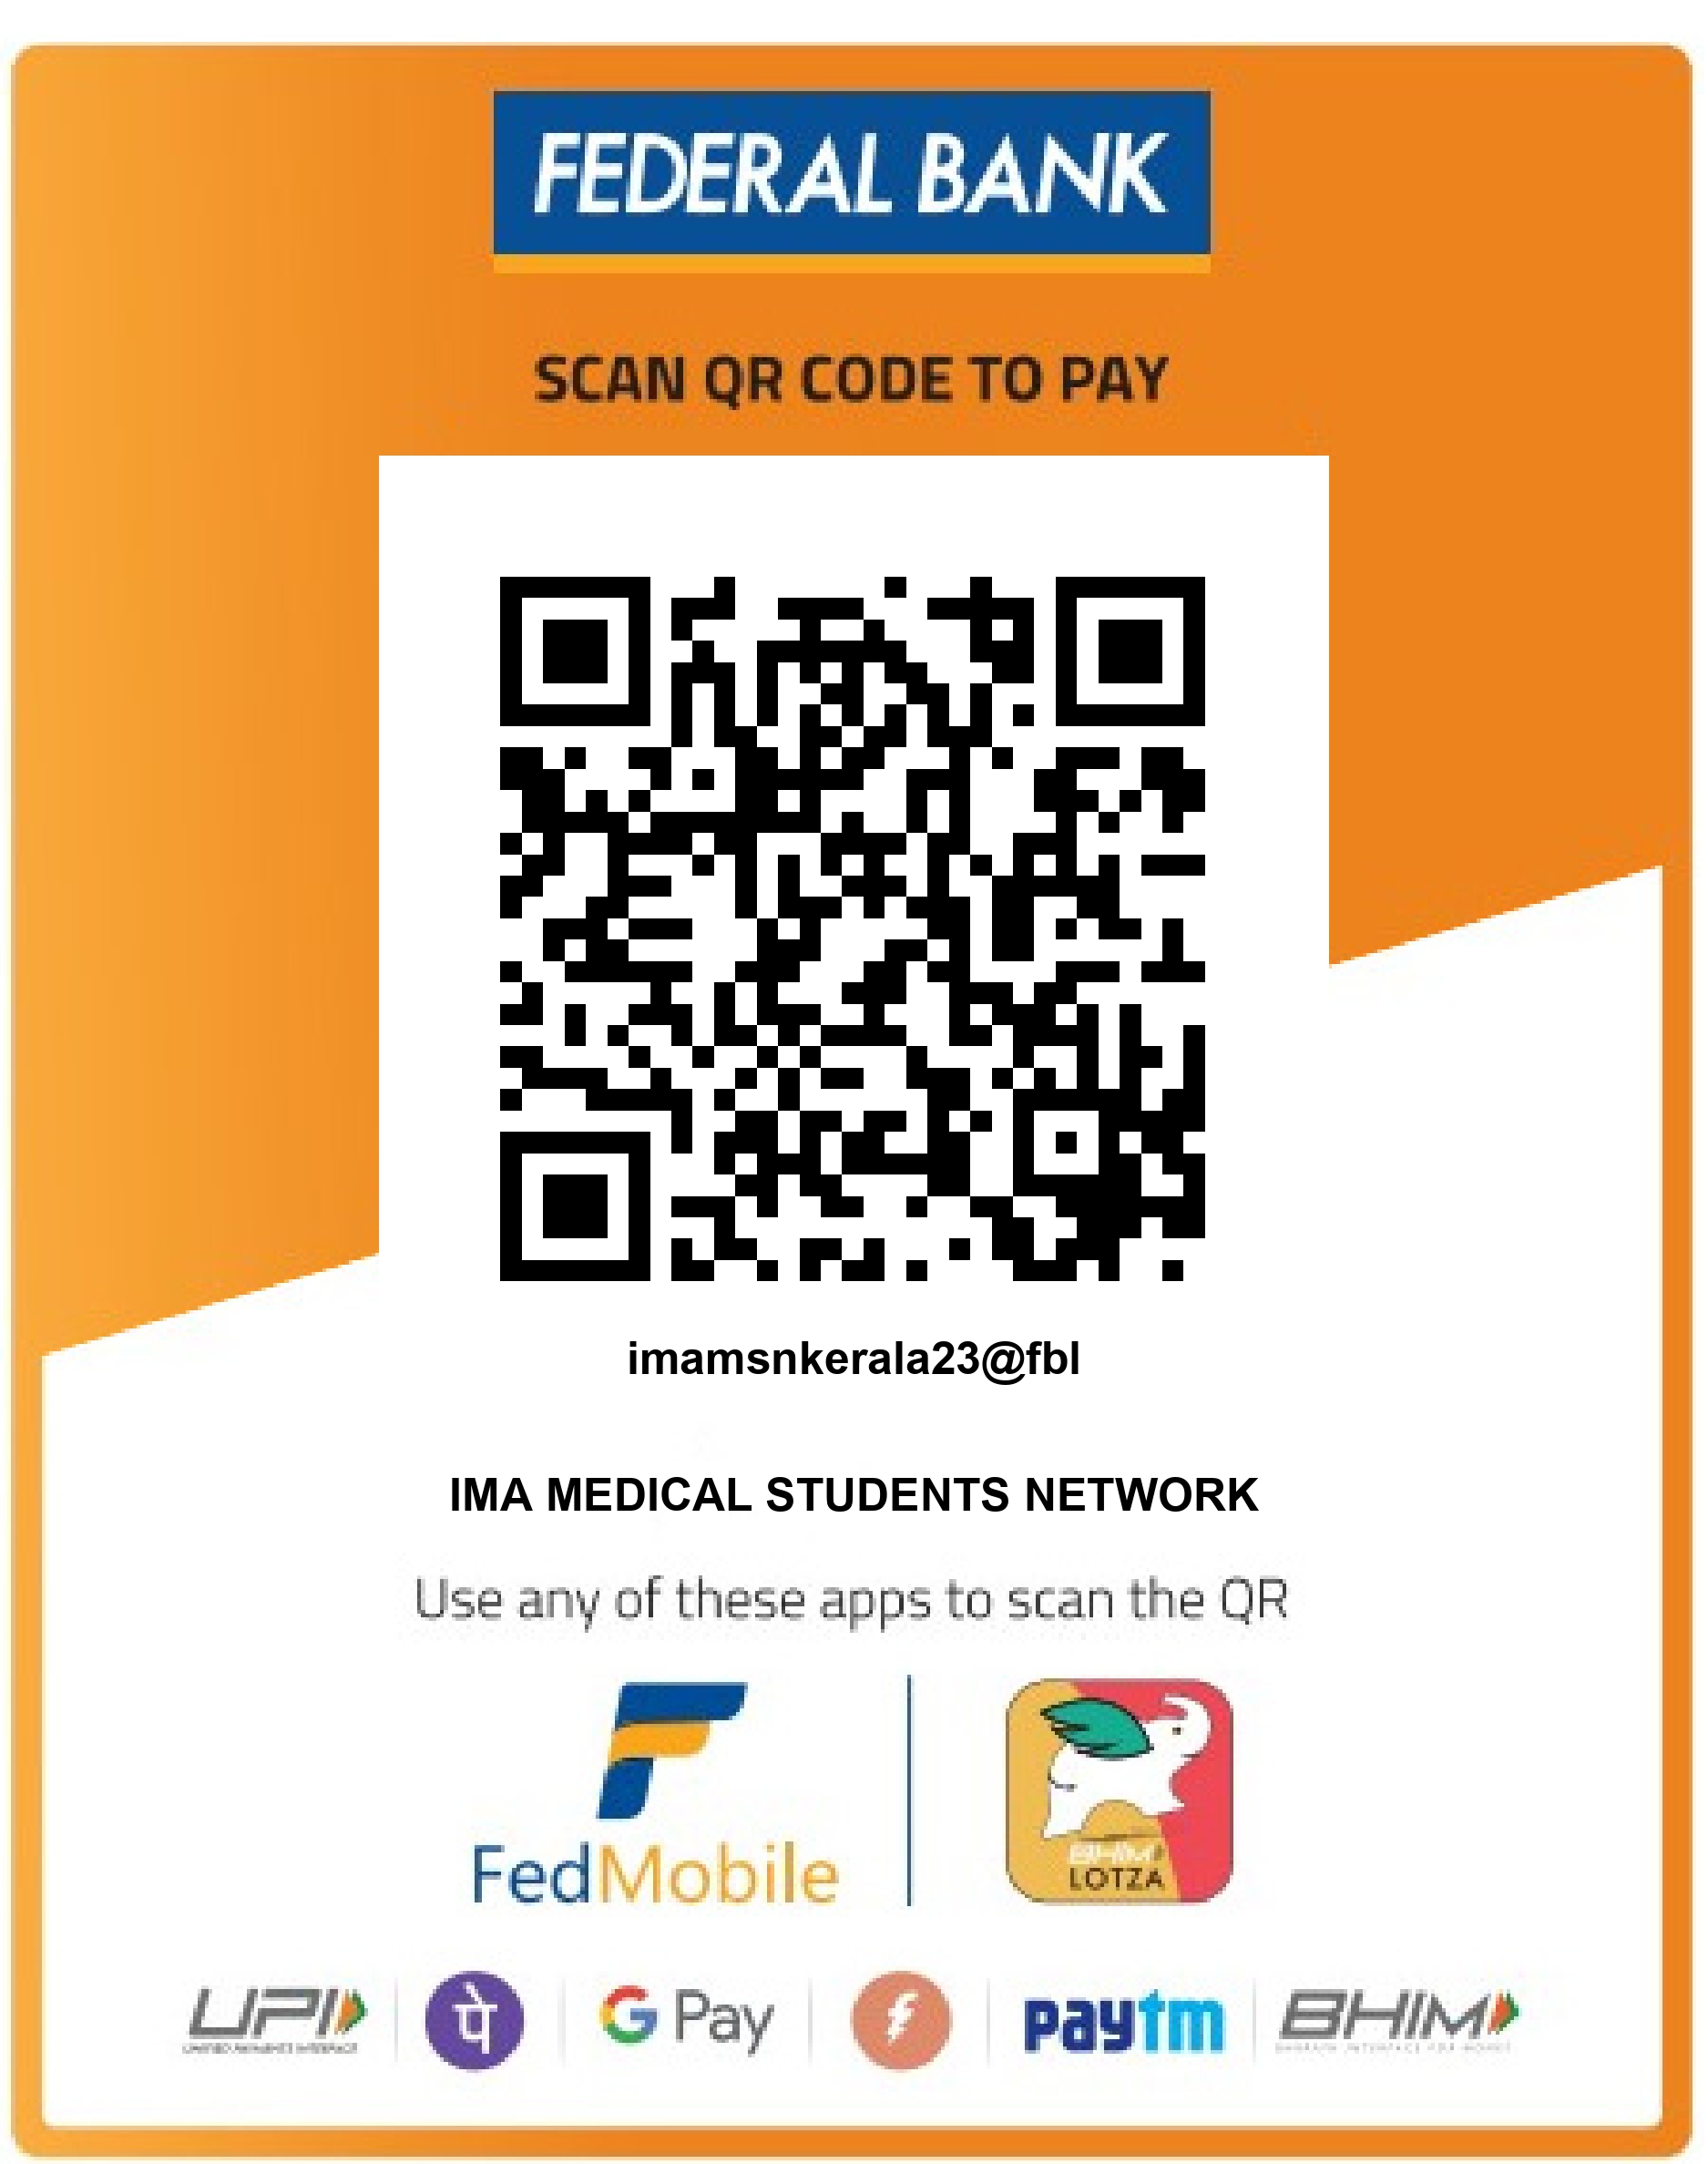 FEDERAL BANK
SCAN QR CODE TO PAY
imamsnkerala23@fbl
IMA MEDICAL STUDENTS NETWORK
Use any of these apps to scan the QR
FedMobile
BHIM
LOTZA
UPI
UNIFIED PAYMENTS INTERFACE
पे
G Pay
paytm
BHIM
BHARAT INTERFACE FOR MONEY